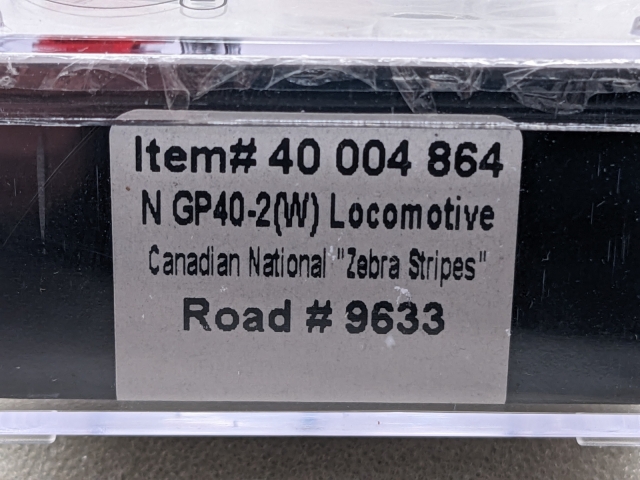 Item# 40 004 864
N GP40-2(W) Locomotive
Canadian National "Zebra Stripes"
Road # 9633